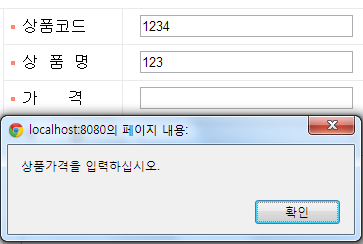 상품코드 1234
상 품 명 123
가 격
localhost:8080의 페이지 내용:
상품가격을 입력하십시오.
확인